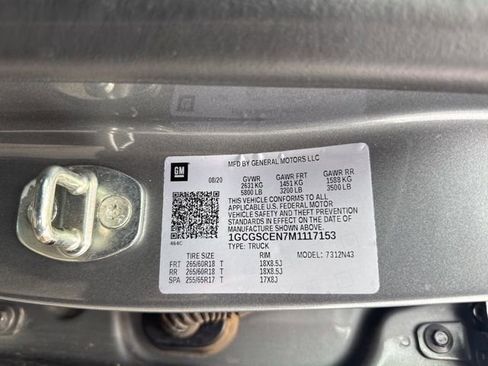 GM
MFD BY GENERAL MOTORS LLC
08/20 GVWR GAWR FRT GAWR RR
2631 KG 1451 KG 1588 KG
5800 LB 3200 LB 3500 LB
THIS VEHICLE CONFORMS TO ALL
APPLICABLE U.S. FEDERAL MOTOR
VEHICLE SAFETY AND THEFT PREVENTION
STANDARDS IN EFFECT ON THE DATE OF
MANUFACTURE SHOWN ABOVE.
1GCGSCEN7M1117153
464C TYPE: TRUCK
TIRE SIZE RIM MODEL: 7312N43
FRT 265/60R18 T 18X8.5J
RR 265/60R18 T 18X8.5J
SPA 255/65R17 T 17X8J